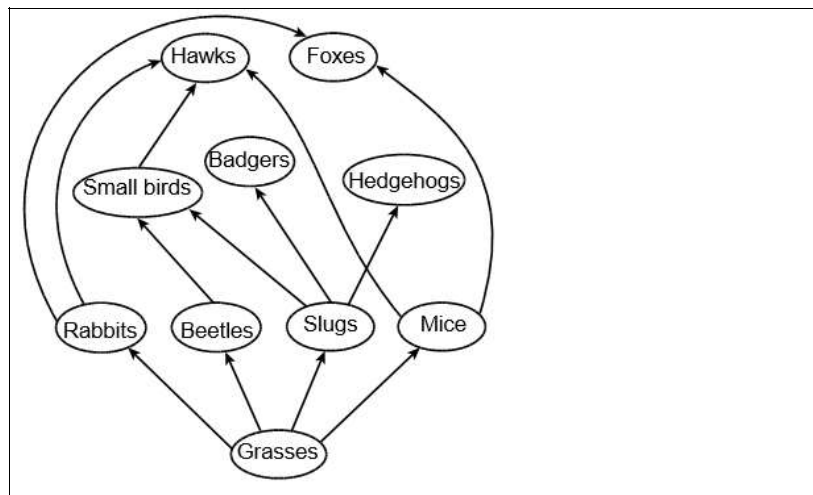 Hawks
Foxes
Badgers
Small birds
Hedgehogs
Rabbits
Beetles
Slugs
Mice
Grasses